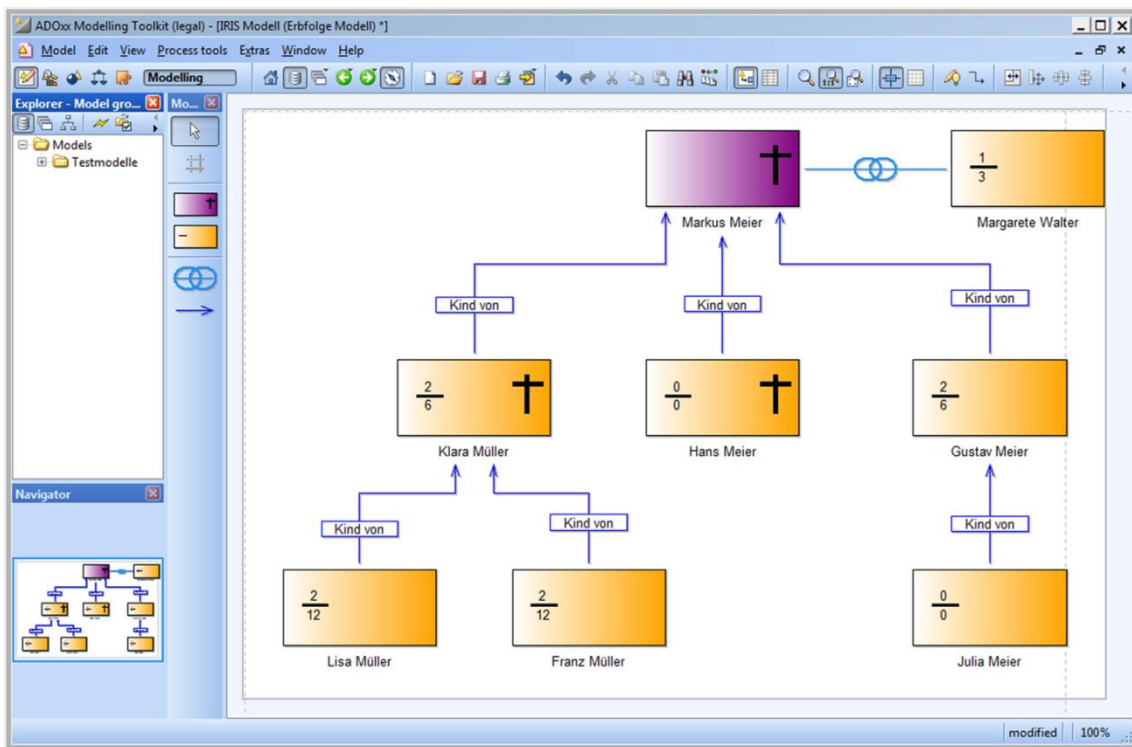 ADOxx Modelling Toolkit (legal) - [IRIS Modell (Erbfolge Modell) *]
Model Edit View Process tools Extras Window Help
Modelling
Explorer - Model gro...
Mo...
Models
Testmodelle
Navigator
1
3
Markus Meier
Margarete Walter
Kind von
Kind von
Kind von
2
6
0
0
2
6
Klara Müller
Hans Meier
Gustav Meier
Kind von
Kind von
Kind von
2
12
2
12
0
0
Lisa Müller
Franz Müller
Julia Meier
modified 100%